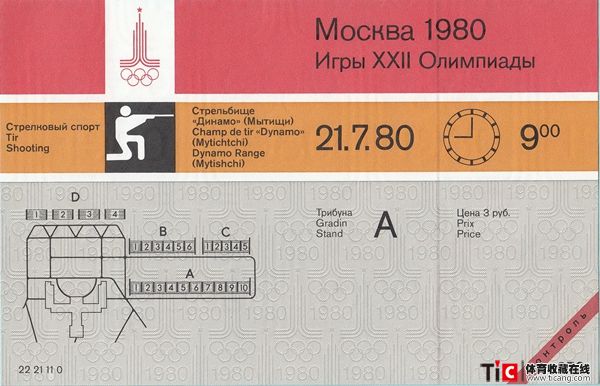 Москва 1980
Игры XXII Олимпиады
Стрелковый спорт
Tir
Shooting
Стрельбище
«Динамо» (Мытищи)
Champ de tir «Dynamo»
(Mytichtchi)
Dynamo Range
(Mytishchi)
21.7.80
9⁰⁰
D
1 2 3 4
B
1 2 3 4 5 6
C
1 2 3 4 5
A
1 2 3 4 5 6 7 8 9 10
Трибуна
Gradin
Stand
A
Цена 3 руб.
Prix
Price
1980
22 21 11 0
Контроль
TiC 体育收藏在线
www.ticang.com